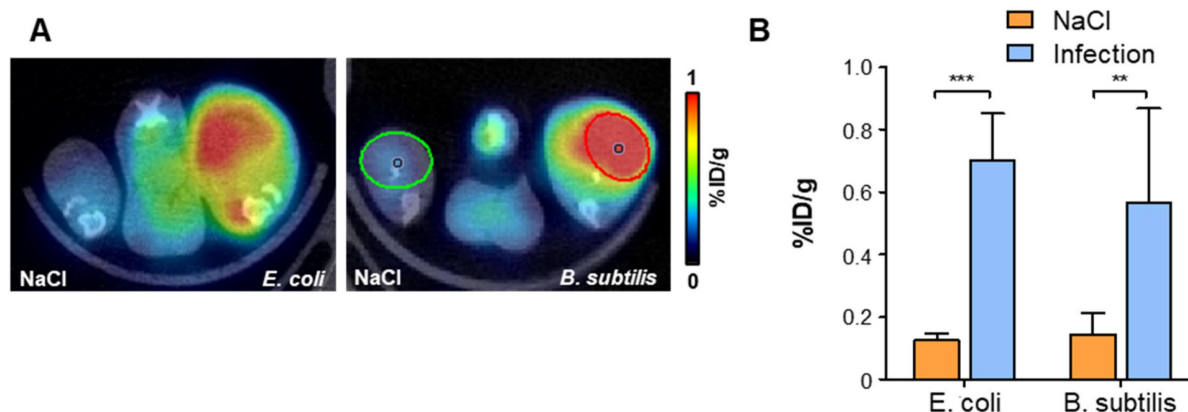 A
NaCl
E. coli
NaCl
B. subtilis
1
%ID/g
0
B
NaCl
Infection
***
**
1.0
0.8
0.6
0.4
0.2
0
%ID/g
E. coli
B. subtilis